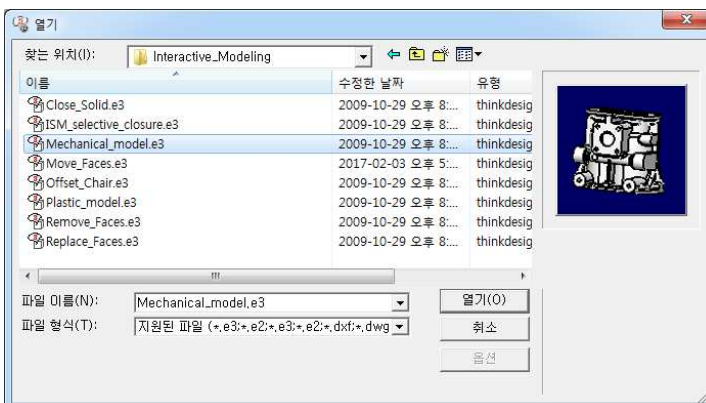 열기
찾는 위치(I): Interactive_Modeling
이름 수정한 날짜 유형
Close_Solid.e3 2009-10-29 오후 8:... thinkdesig
ISM_selective_closure.e3 2009-10-29 오후 8:... thinkdesig
Mechanical_model.e3 2009-10-29 오후 8:... thinkdesig
Move_Faces.e3 2017-02-03 오후 5:... thinkdesig
Offset_Chair.e3 2009-10-29 오후 8:... thinkdesig
Plastic_model.e3 2009-10-29 오후 8:... thinkdesig
Remove_Faces.e3 2009-10-29 오후 8:... thinkdesig
Replace_Faces.e3 2009-10-29 오후 8:... thinkdesig
파일 이름(N): Mechanical_model.e3 열기(O)
파일 형식(T): 지원된 파일 (*.e3;*.e2;*.e3;*.e2;*.dxf;*.dwg 취소
옵션